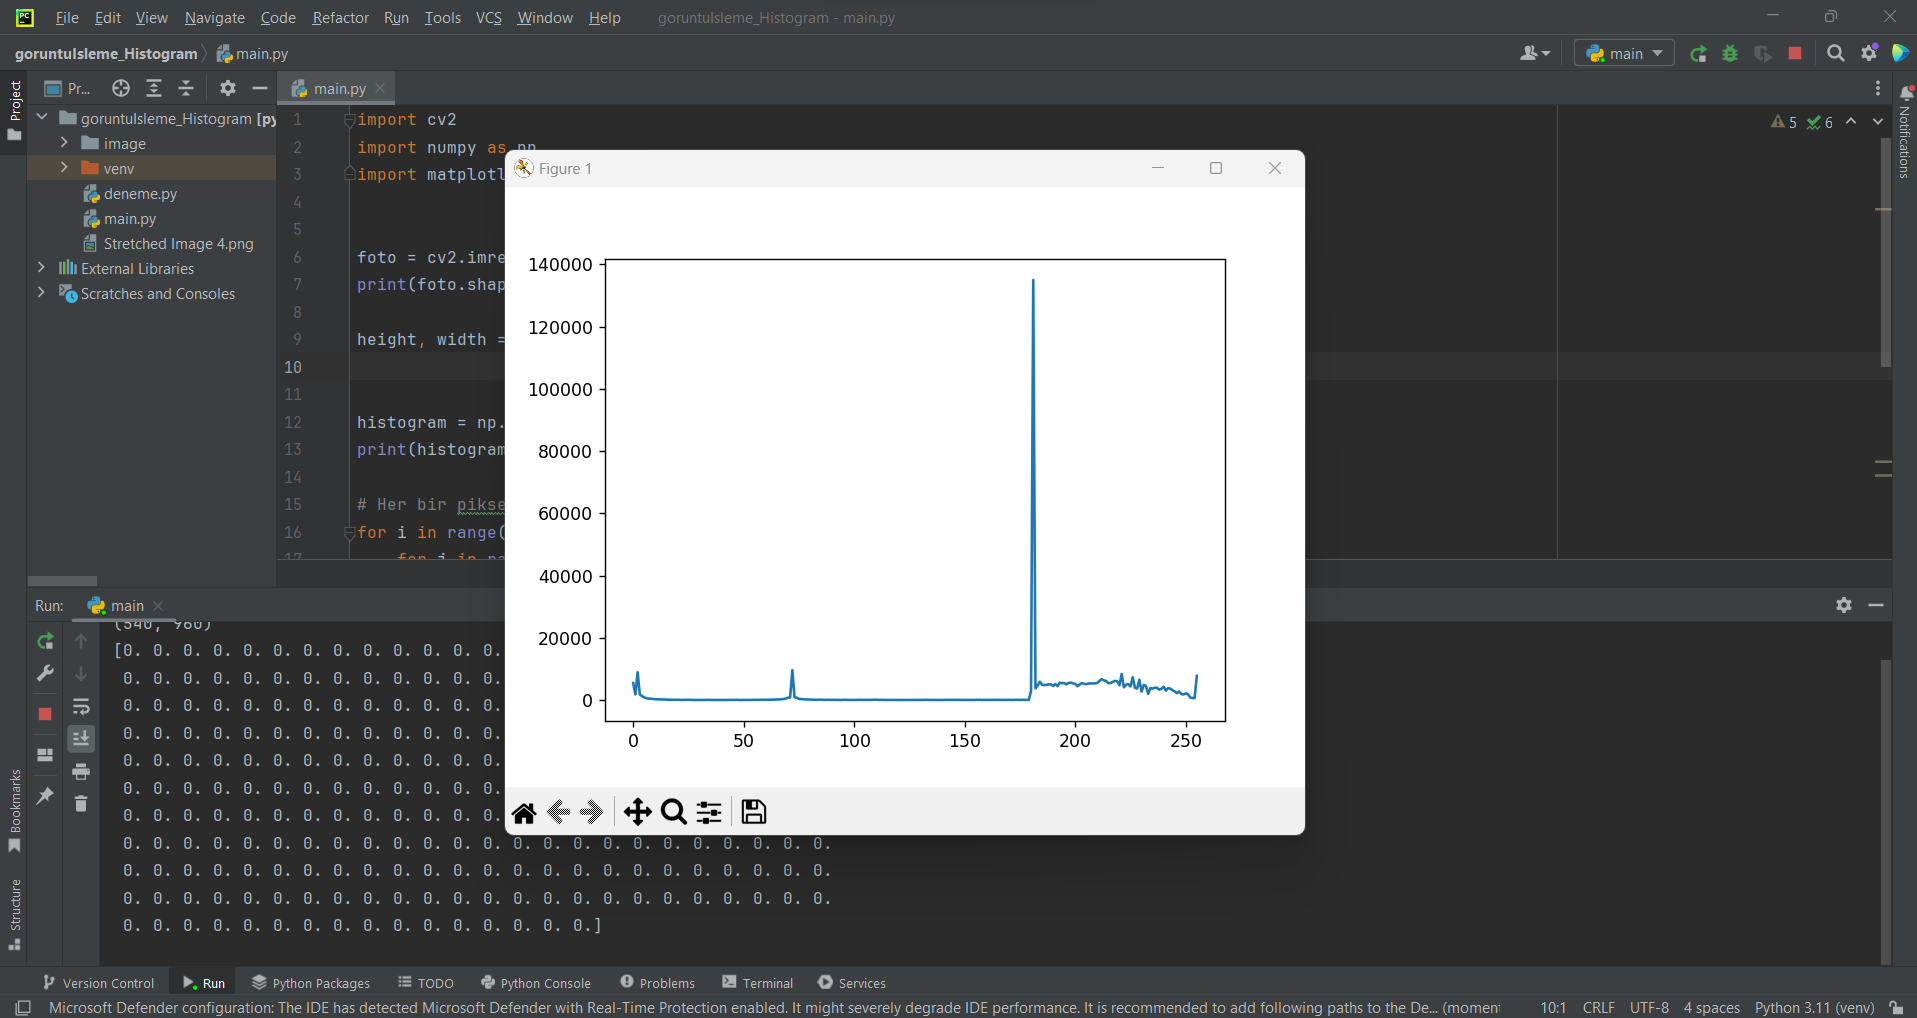 File Edit View Navigate Code Refactor Run Tools VCS Window Help goruntuIsleme_Histogram - main.py
goruntuIsleme_Histogram main.py
main
Project
Pr...
main.py
goruntuIsleme_Histogram [py
image
venv
deneme.py
main.py
Stretched Image 4.png
External Libraries
Scratches and Consoles
1 import cv2
2 import numpy as np
3 import matplotl
4
5
6 foto = cv2.imre
7 print(foto.shap
8
9 height, width =
10
11
12 histogram = np.
13 print(histogram
14
15 # Her bir pikse
16 for i in range(
17 for j in ra
5 6
Notifications
Figure 1
140000
120000
100000
80000
60000
40000
20000
0
0 50 100 150 200 250
Run: main
(540, 960)
[0. 0. 0. 0. 0. 0. 0. 0. 0. 0. 0. 0. 0.
0. 0. 0. 0. 0. 0. 0. 0. 0. 0. 0. 0. 0.
0. 0. 0. 0. 0. 0. 0. 0. 0. 0. 0. 0. 0.
0. 0. 0. 0. 0. 0. 0. 0. 0. 0. 0. 0. 0.
0. 0. 0. 0. 0. 0. 0. 0. 0. 0. 0. 0. 0.
0. 0. 0. 0. 0. 0. 0. 0. 0. 0. 0. 0. 0.
0. 0. 0. 0. 0. 0. 0. 0. 0. 0. 0. 0. 0.
0. 0. 0. 0. 0. 0. 0. 0. 0. 0. 0. 0. 0. 0. 0. 0. 0. 0. 0. 0. 0. 0. 0. 0.
0. 0. 0. 0. 0. 0. 0. 0. 0. 0. 0. 0. 0. 0. 0. 0. 0. 0. 0. 0. 0. 0. 0. 0.
0. 0. 0. 0. 0. 0. 0. 0. 0. 0. 0. 0. 0. 0. 0. 0. 0. 0. 0. 0. 0. 0. 0. 0.
0. 0. 0. 0. 0. 0. 0. 0. 0. 0. 0. 0. 0. 0. 0. 0.]
Bookmarks
Structure
Version Control Run Python Packages TODO Python Console Problems Terminal Services
Microsoft Defender configuration: The IDE has detected Microsoft Defender with Real-Time Protection enabled. It might severely degrade IDE performance. It is recommended to add following paths to the De... (moment 10:1 CRLF UTF-8 4 spaces Python 3.11 (venv)